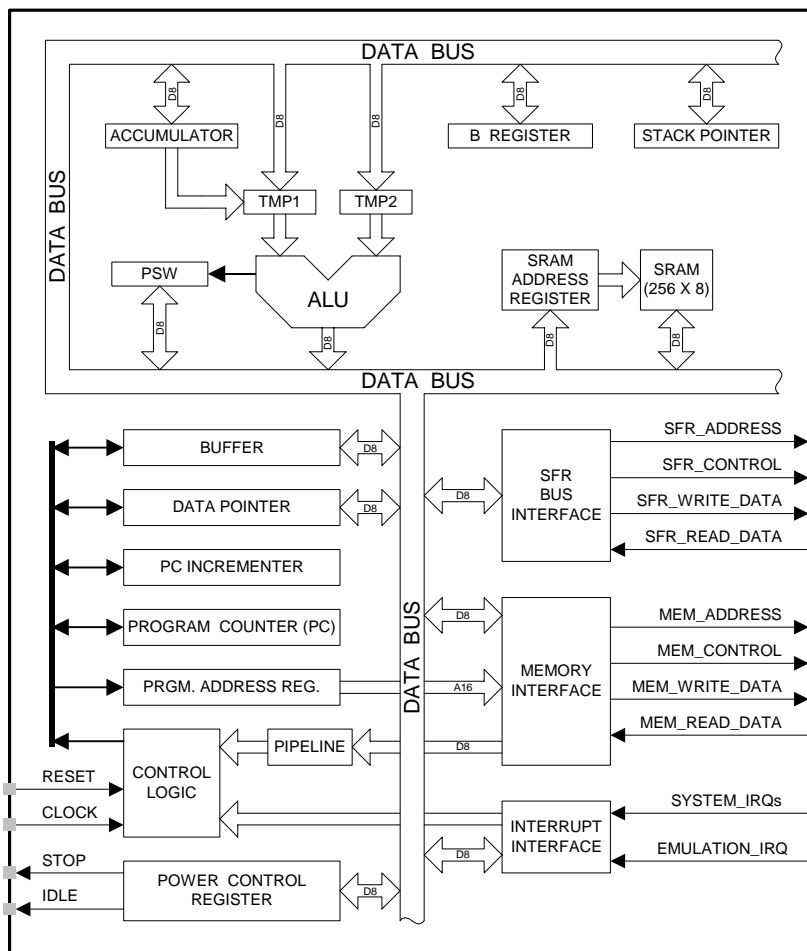 DATA BUS
D8
D8
D8
D8
D8
ACCUMULATOR
B REGISTER
STACK POINTER
DATA BUS
TMP1
TMP2
PSW
ALU
SRAM
ADDRESS
REGISTER
SRAM
(256 X 8)
D8
D8
D8
D8
DATA BUS
BUFFER
D8
DATA POINTER
D8
PC INCREMENTER
PROGRAM COUNTER (PC)
PRGM. ADDRESS REG.
A16
DATA BUS
D8
SFR
BUS
INTERFACE
SFR_ADDRESS
SFR_CONTROL
SFR_WRITE_DATA
SFR_READ_DATA
D8
MEMORY
INTERFACE
MEM_ADDRESS
MEM_CONTROL
MEM_WRITE_DATA
MEM_READ_DATA
PIPELINE
D8
CONTROL
LOGIC
RESET
CLOCK
INTERRUPT
INTERFACE
SYSTEM_IRQs
EMULATION_IRQ
D8
STOP
IDLE
POWER CONTROL
REGISTER
D8